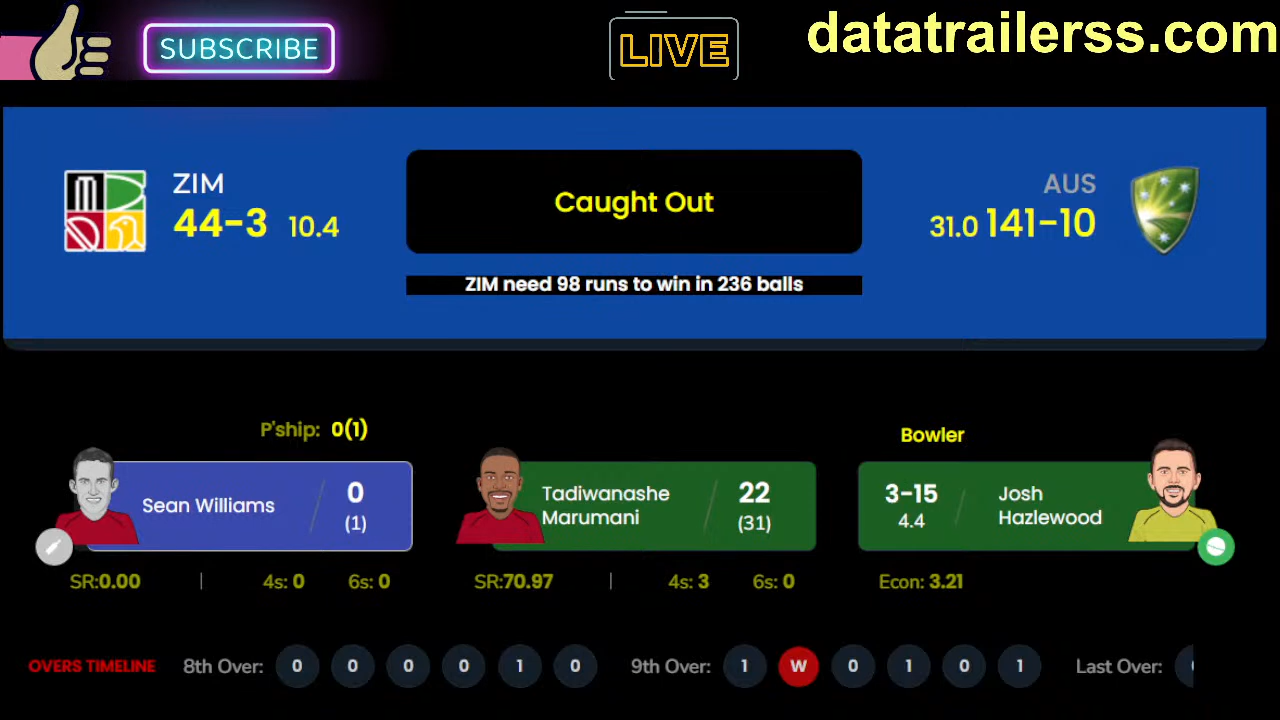 SUBSCRIBE
LIVE
datatrailerss.com
ZIM
44-3 10.4
Caught Out
ZIM need 98 runs to win in 236 balls
AUS
31.0 141-10
P'ship: 0(1)
Sean Williams
0
(1)
SR:0.00 | 4s: 0 6s: 0
Tadiwanashe
Marumani
22
(31)
SR:70.97 | 4s: 3 6s: 0
Bowler
3-15
4.4
Josh
Hazlewood
Econ: 3.21
OVERS TIMELINE 8th Over: 0 0 0 0 1 0 9th Over: 1 W 0 1 0 1 Last Over: